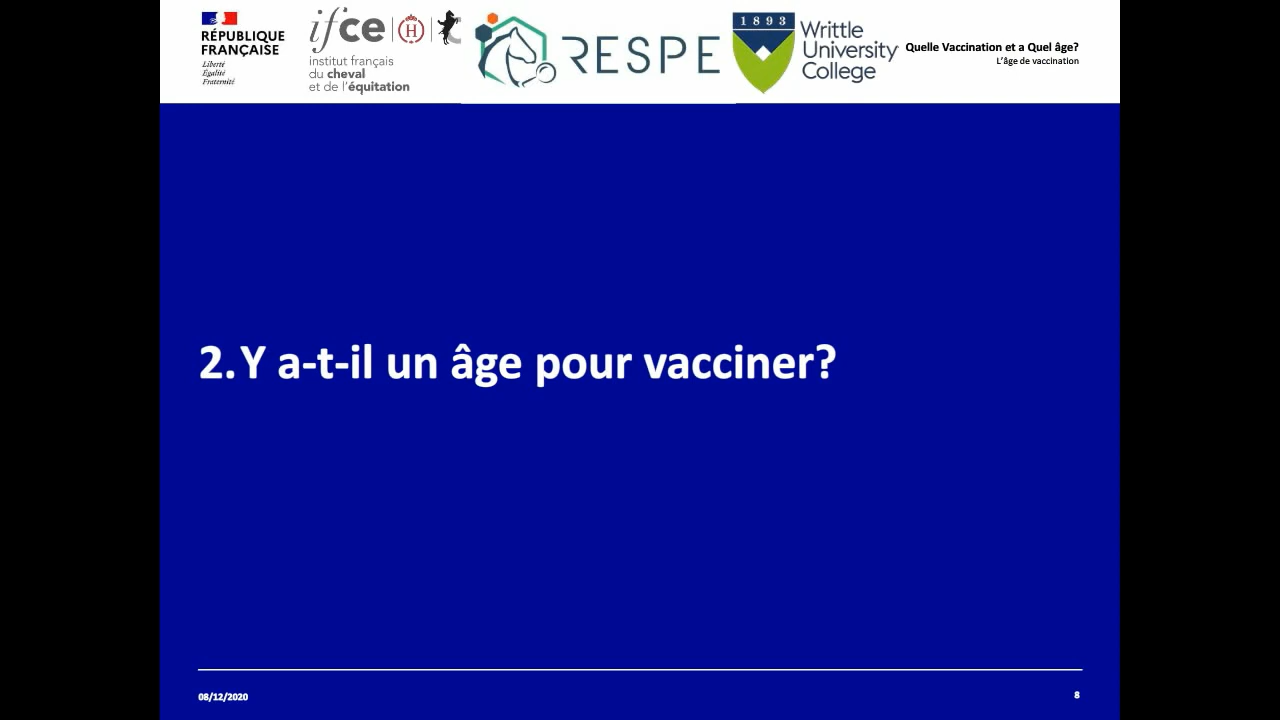 RÉPUBLIQUE
FRANÇAISE
Liberté
Égalité
Fraternité
ifce
H
institut français
du cheval
et de l'équitation
RESPE
1893
Writtle
University
College
Quelle Vaccination et a Quel âge?
L'âge de vaccination
2. Y a-t-il un âge pour vacciner?
08/12/2020
8